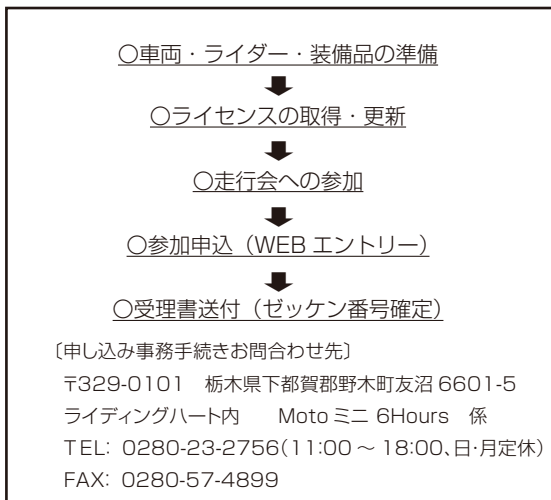 ○車両・ライダー・装備品の準備
○ライセンスの取得・更新
○走行会への参加
○参加申込（WEB エントリー）
○受理書送付（ゼッケン番号確定）
〔申し込み事務手続きお問合わせ先〕
〒329-0101　栃木県下都賀郡野木町友沼 6601-5
ライディングハート内　　Moto ミニ 6Hours　係
TEL: 0280-23-2756（11:00 ～ 18:00、日・月定休）
FAX: 0280-57-4899